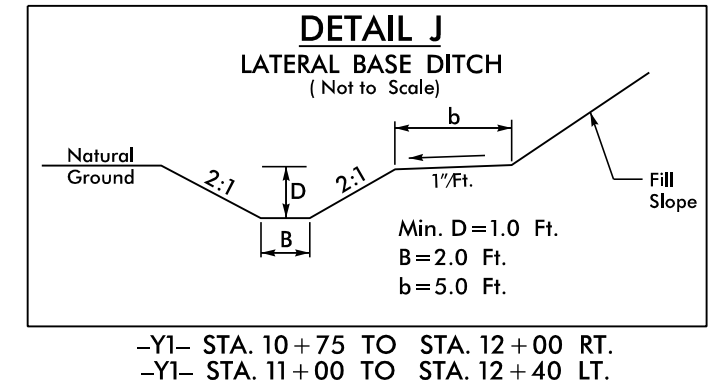 DETAIL J
LATERAL BASE DITCH
( Not to Scale)
b
Natural
Ground
2:1
D
2:1
1"/Ft.
Fill
Slope
B
Min. D=1.0 Ft.
B=2.0 Ft.
b=5.0 Ft.
–Y1– STA. 10+75 TO STA. 12+00 RT.
–Y1– STA. 11+00 TO STA. 12+40 LT.